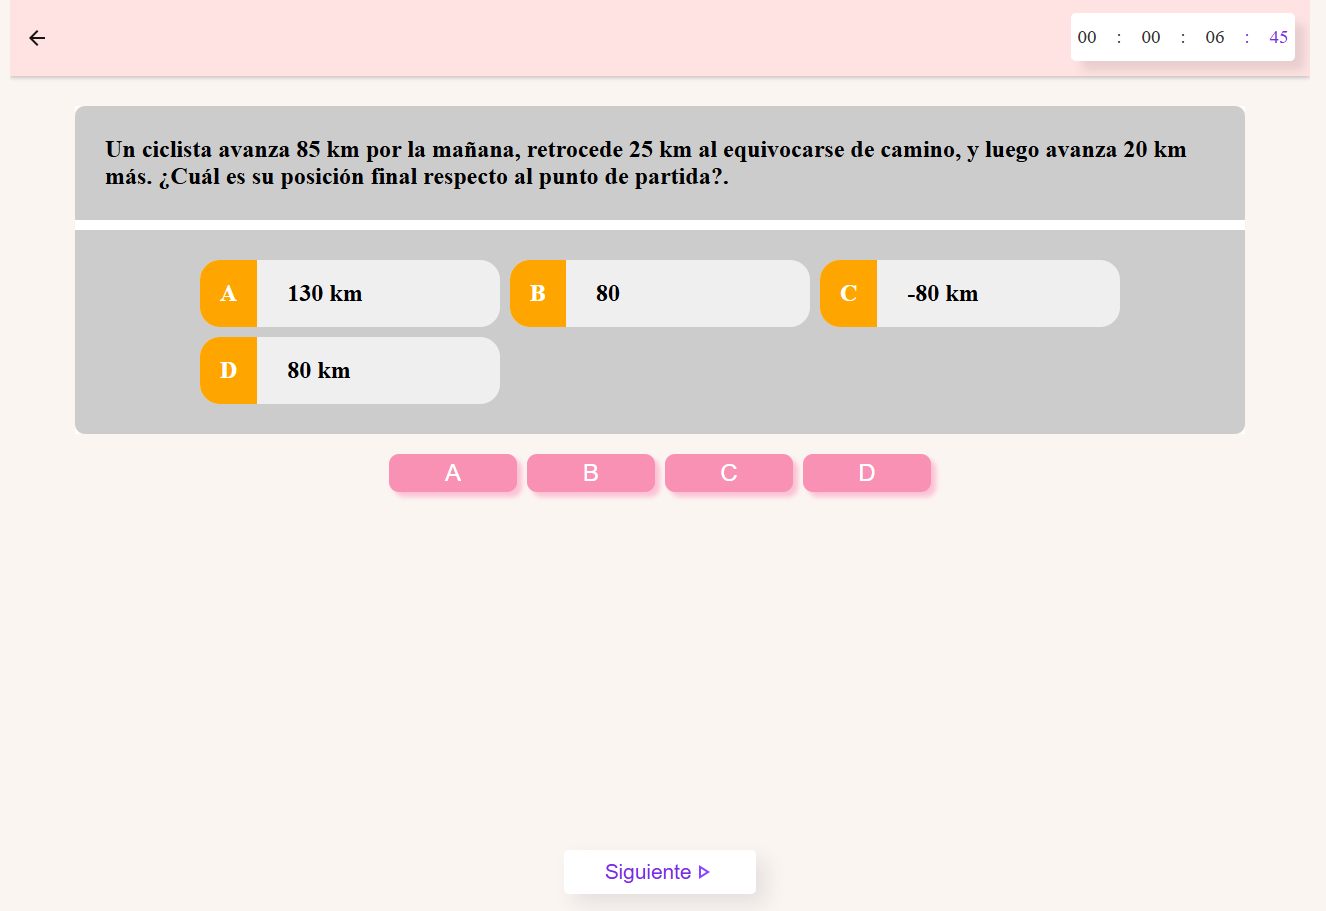 00 : 00 : 06 : 45
Un ciclista avanza 85 km por la mañana, retrocede 25 km al equivocarse de camino, y luego avanza 20 km
más. ¿Cuál es su posición final respecto al punto de partida?.
A 130 km B 80 C -80 km
D 80 km
A B C D
Siguiente